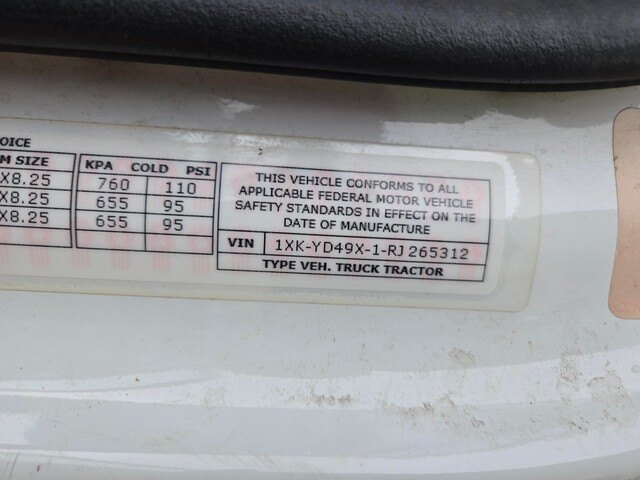 OICE
M SIZE KPA COLD PSI
X8.25 760 110
X8.25 655 95
X8.25 655 95
THIS VEHICLE CONFORMS TO ALL
APPLICABLE FEDERAL MOTOR VEHICLE
SAFETY STANDARDS IN EFFECT ON THE
DATE OF MANUFACTURE
VIN 1XK-YD49X-1-RJ 265312
TYPE VEH. TRUCK TRACTOR